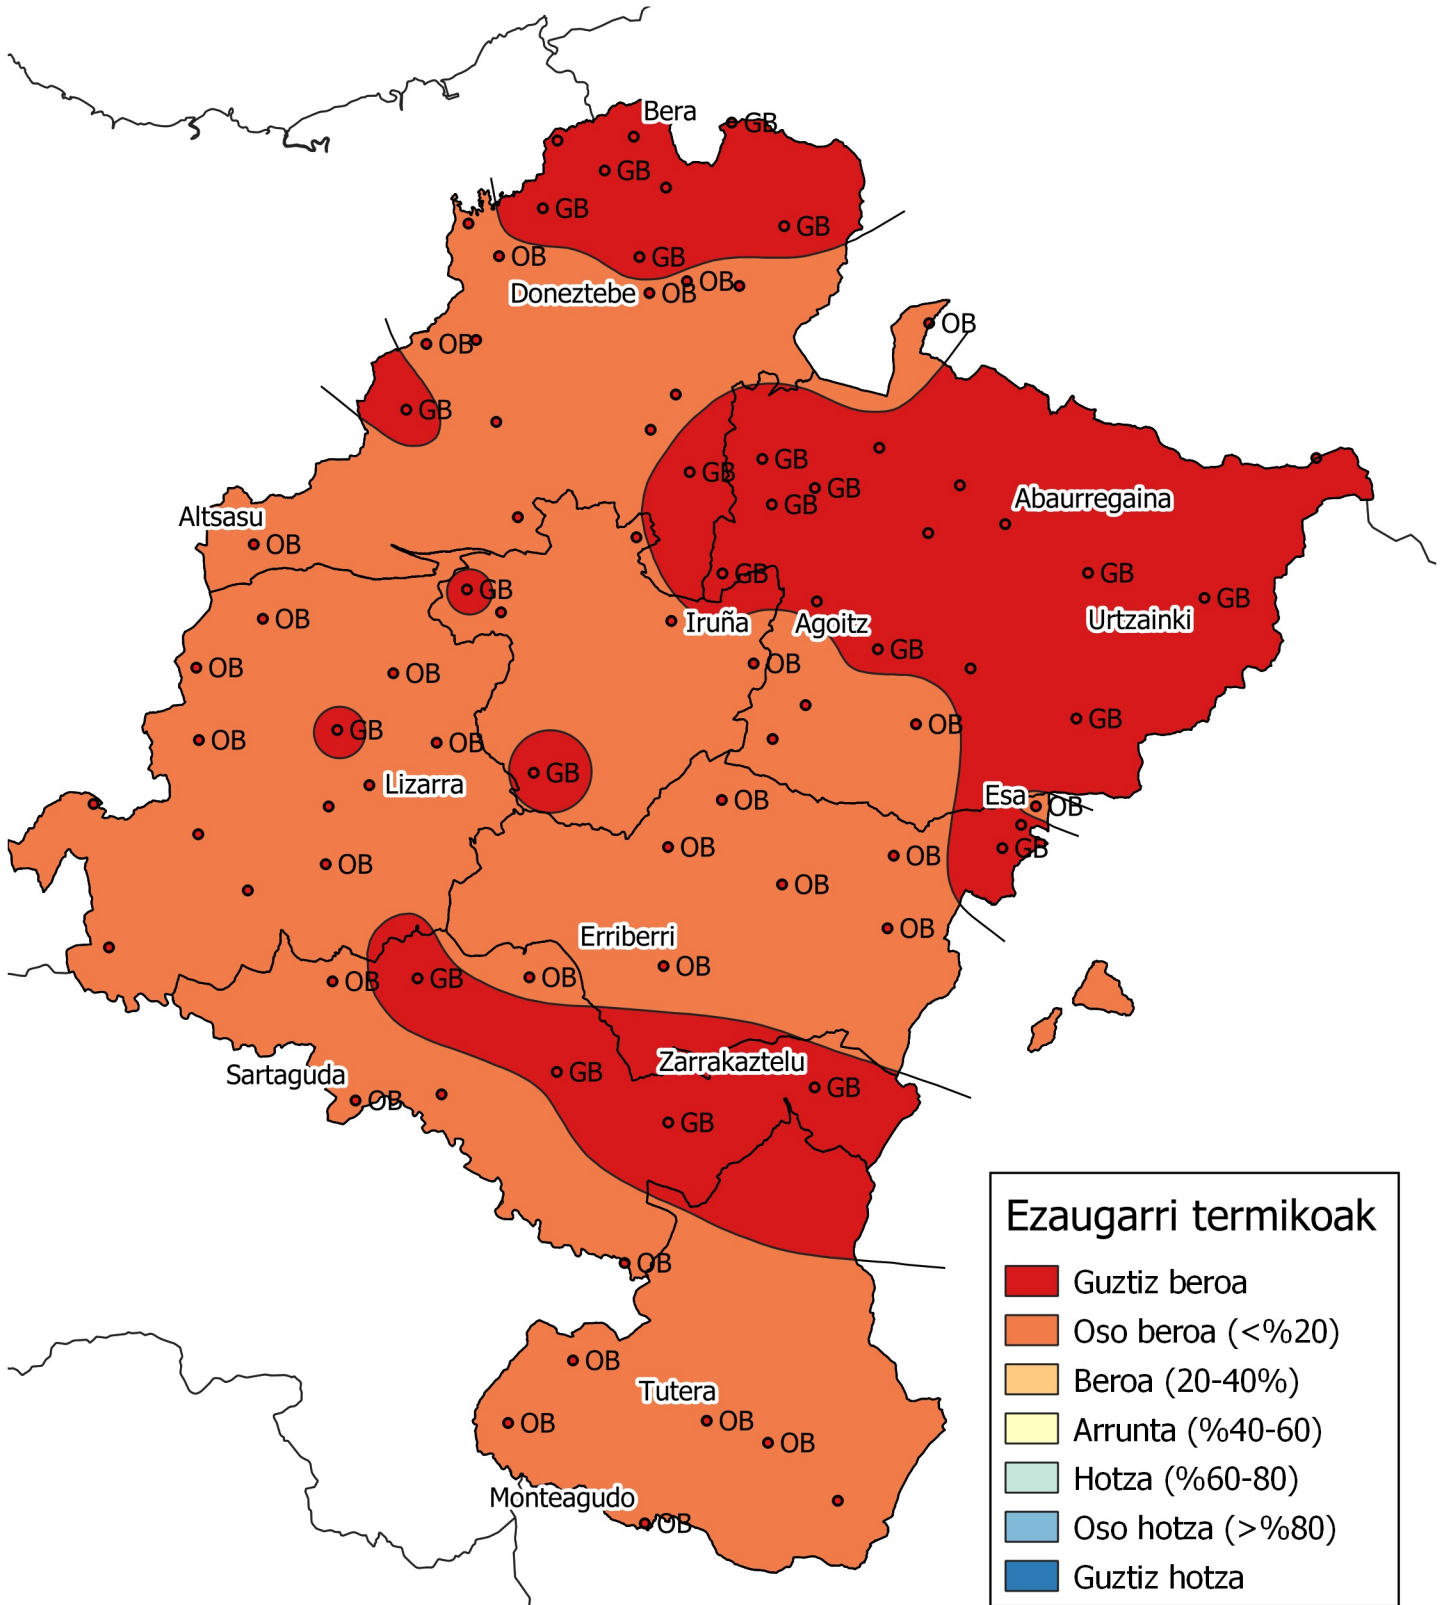 Bera
GB
GB
GB
GB
GB
OB
OB
Doneztebe
OB
OB
OB
GB
GB
GB
GB
GB
Abaurregaina
Altsasu
OB
GB
GB
GB
GB
Urtzainki
OB
Iruña
Agoitz
GB
OB
OB
OB
GB
OB
GB
OB
OB
GB
Lizarra
Esa
OB
OB
OB
GB
OB
OB
OB
OB
Erriberri
OB
OB
GB
OB
Zarrakaztelu
Sartaguda
GB
GB
OB
GB
OB
OB
Tutera
OB
OB
OB
Monteagudo
OB
Ezaugarri termikoak
Guztiz beroa
Oso beroa (<%20)
Beroa (20-40%)
Arrunta (%40-60)
Hotza (%60-80)
Oso hotza (>%80)
Guztiz hotza